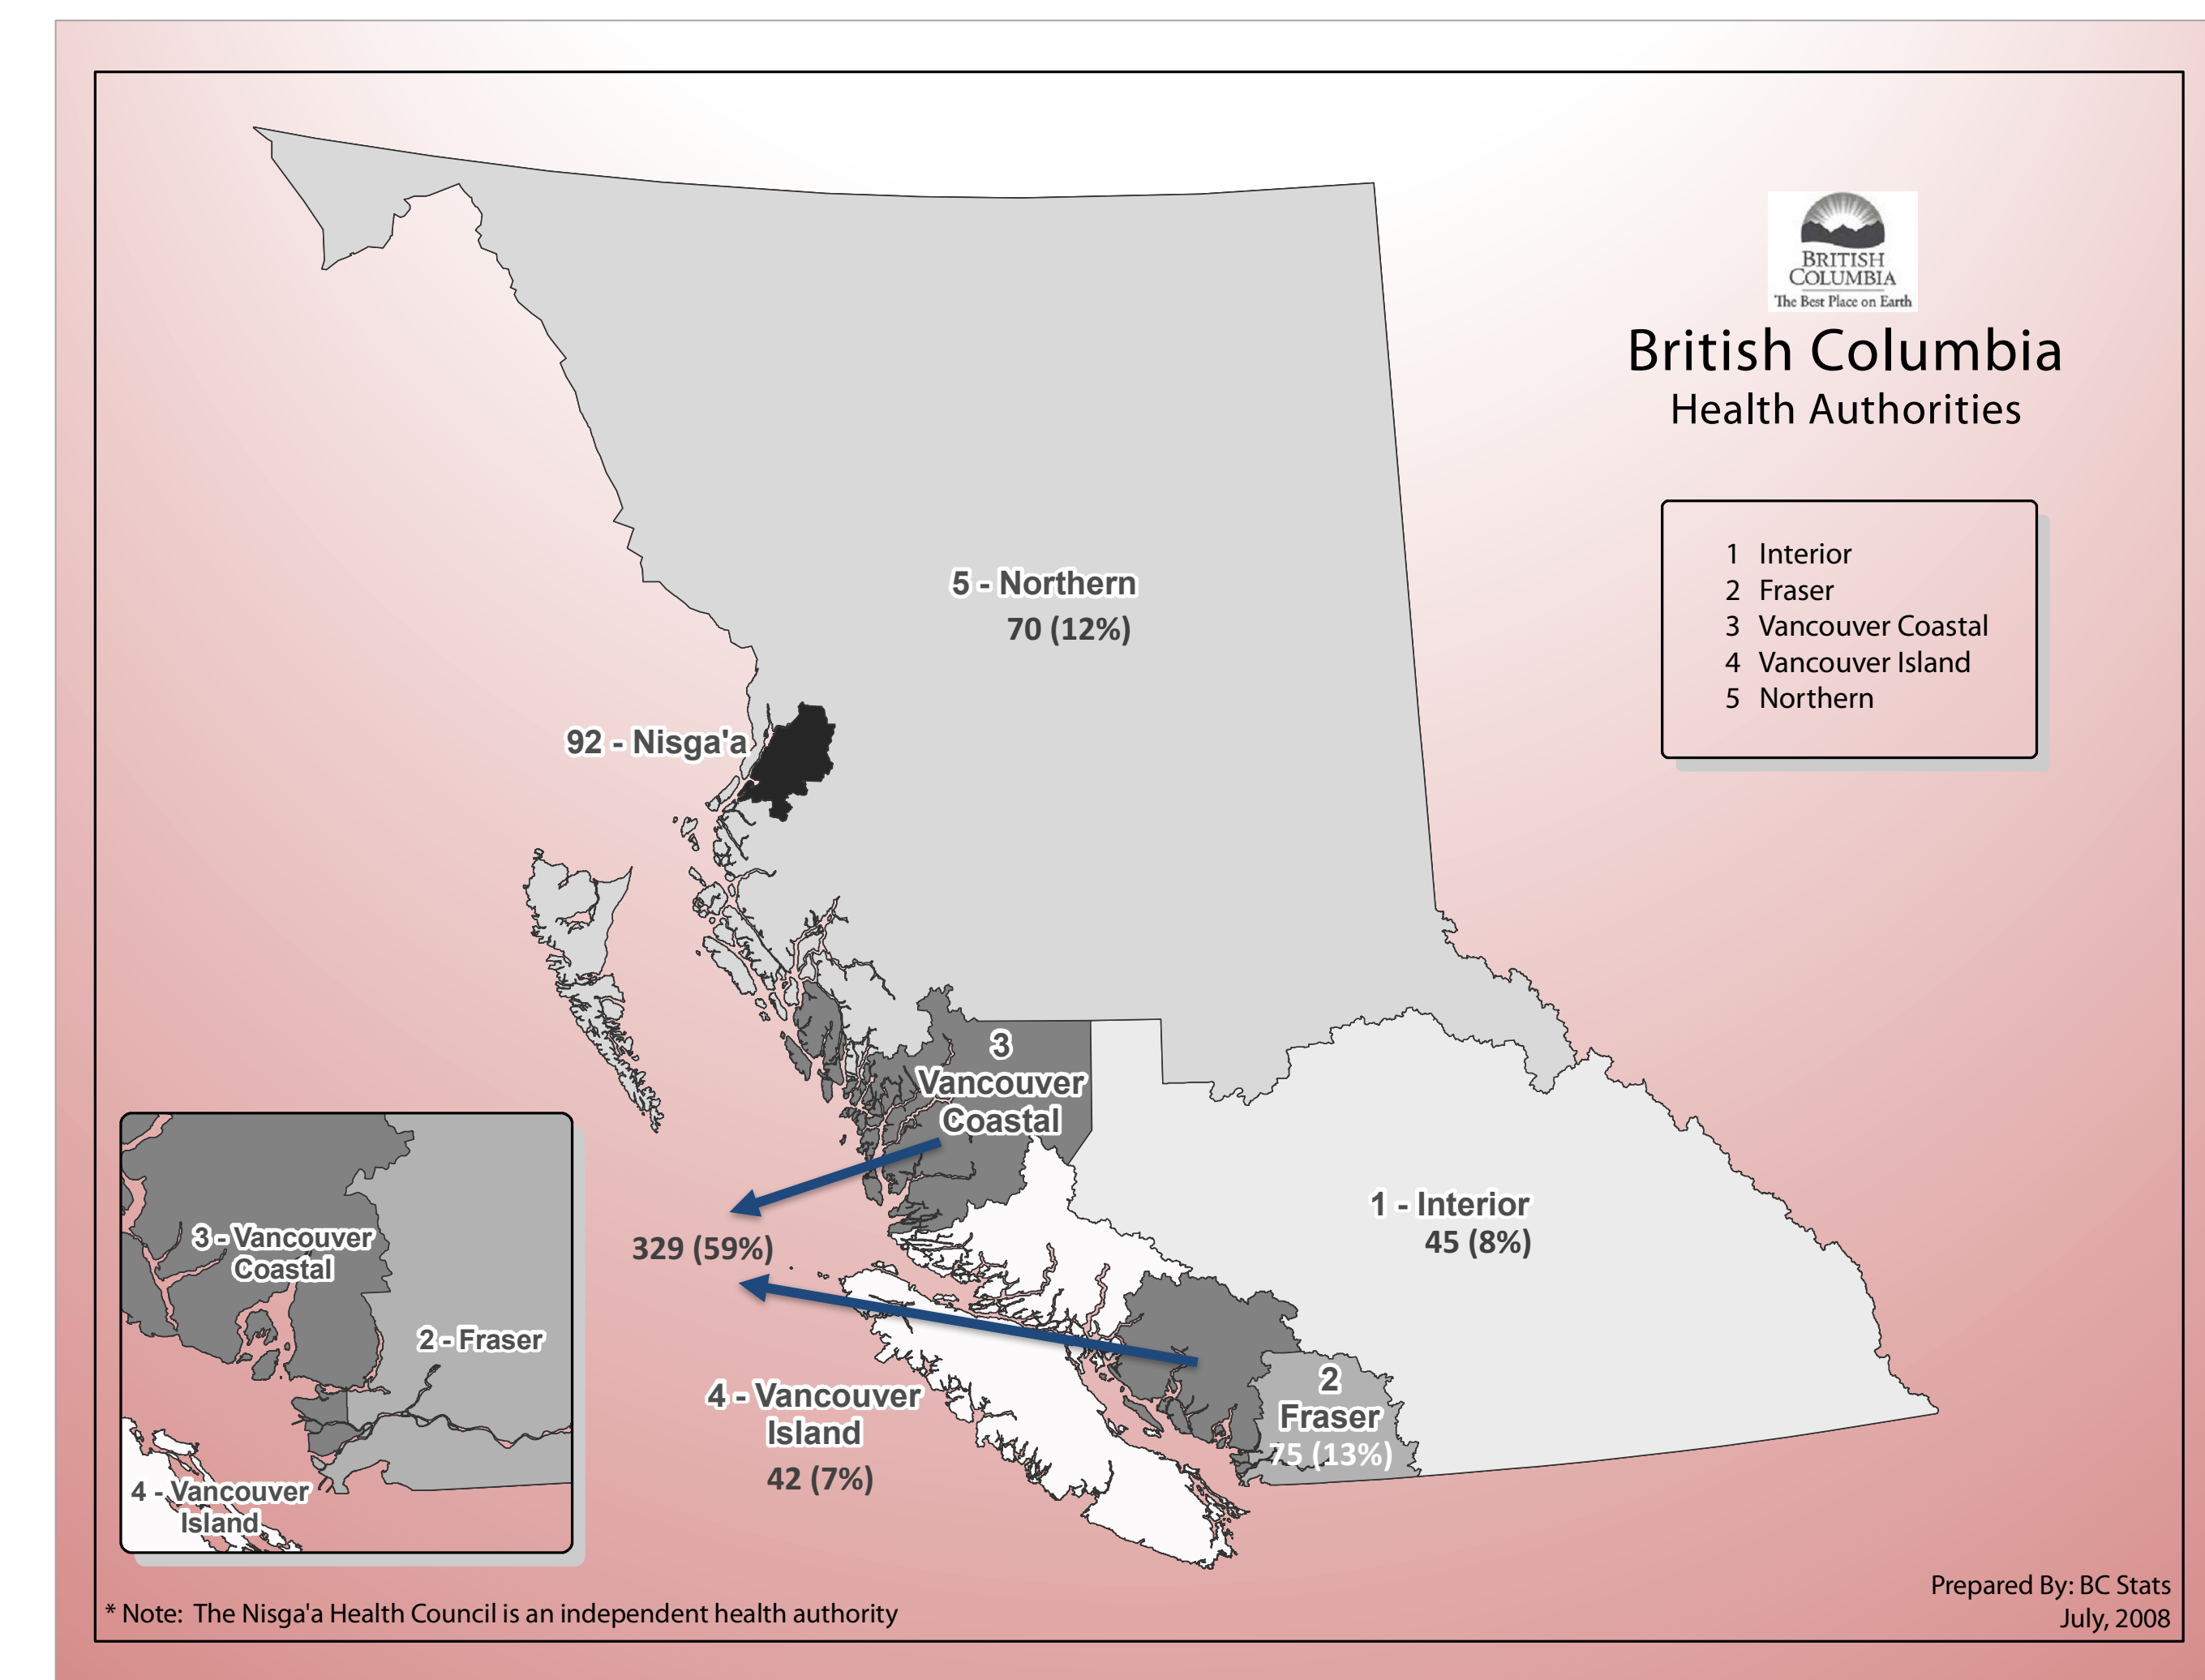 BRITISH
COLUMBIA
The Best Place on Earth
British Columbia
Health Authorities
1 Interior
2 Fraser
3 Vancouver Coastal
4 Vancouver Island
5 Northern
5 - Northern
70 (12%)
92 - Nisga'a
3
Vancouver
Coastal
329 (59%)
1 - Interior
45 (8%)
2
Fraser
75 (13%)
4 - Vancouver
Island
42 (7%)
3 - Vancouver
Coastal
2 - Fraser
4 - Vancouver
Island
* Note: The Nisga'a Health Council is an independent health authority
Prepared By: BC Stats
July, 2008